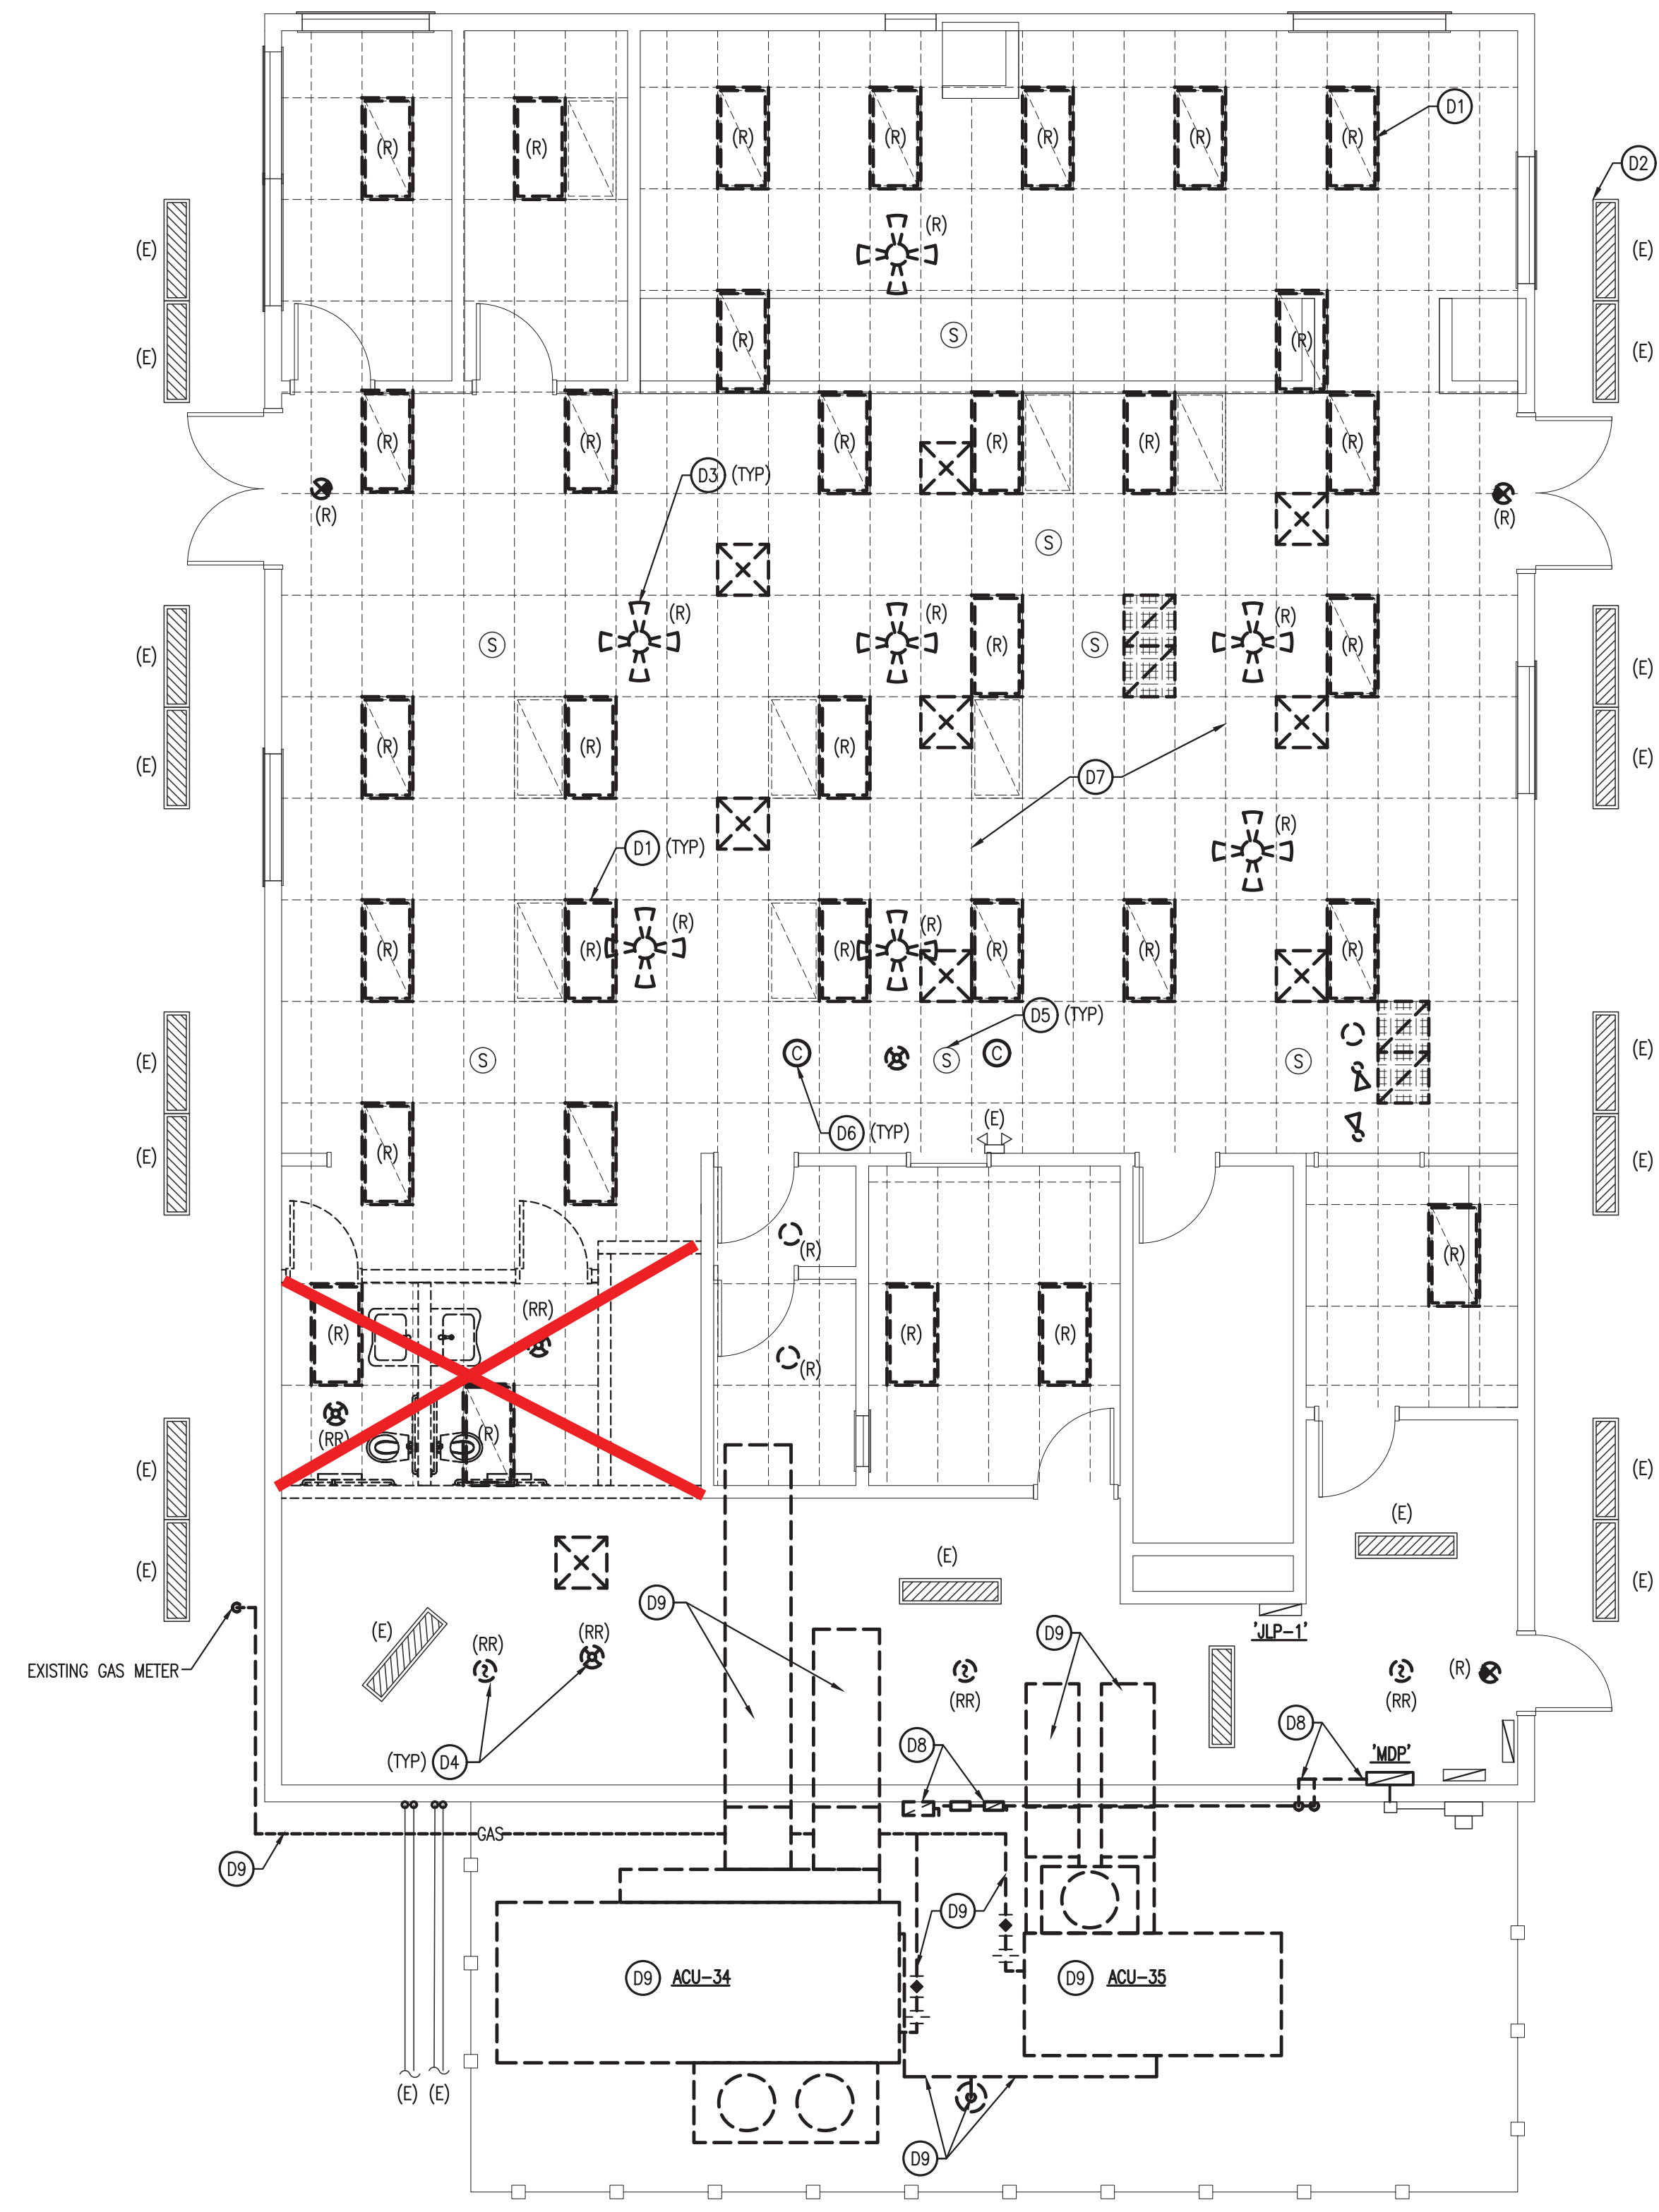 D1
D2
(R) (R) (R) (R) (R) (R) (R)
(R)
(E) (E)
(R) S (R)
(E) (E)
(R) (R) (R) (R) (R) (R)
D3 (TYP)
(R) (R)
S
(R) (R) (R)
S (R) S (R)
(E) (E)
(R) (R) (R)
(E) D7 (E)
(R)
D1 (TYP)
(R) (R)
(R) (R) (R) (R) (R) (R)
D5 (TYP)
S C S C S
(E) (E)
(E)
D6 (TYP)
(R)
(E) (E)
(R)
(R)
(RR)
(R) (R) (R)
(R)
(RR) (R)
(E) (E)
(E)
(E)
(E) (E)
D9
(E) (RR) (RR) D9 'JLP-1'
EXISTING GAS METER
(RR) (RR) (R)
D8
(TYP) D4 D8 'MDP'
GAS
D9
D9
D9 ACU-34 D9 ACU-35
(E) (E)
D9